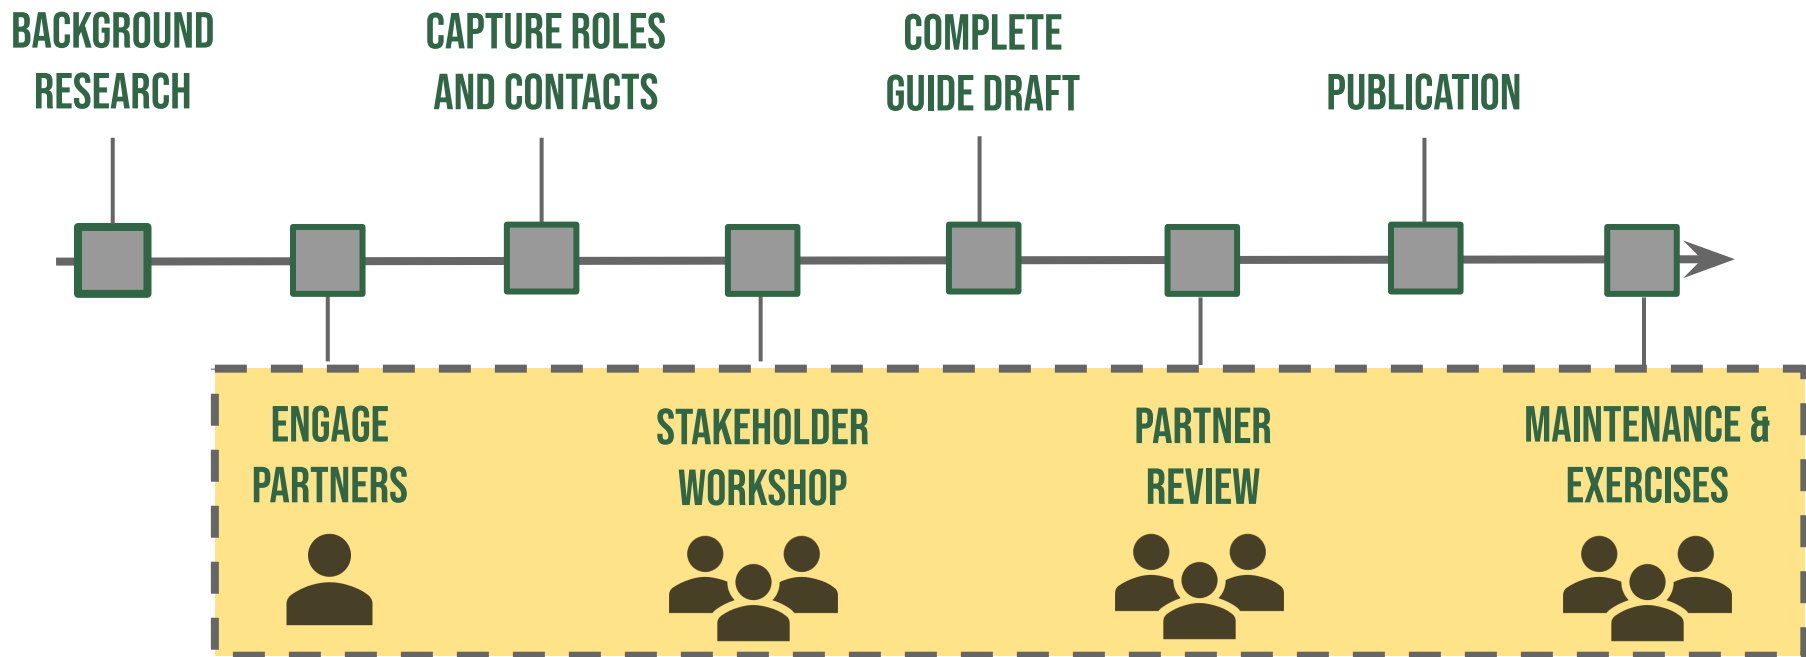 BACKGROUND
RESEARCH
CAPTURE ROLES
AND CONTACTS
COMPLETE
GUIDE DRAFT
PUBLICATION
ENGAGE
PARTNERS
STAKEHOLDER
WORKSHOP
PARTNER
REVIEW
MAINTENANCE &
EXERCISES